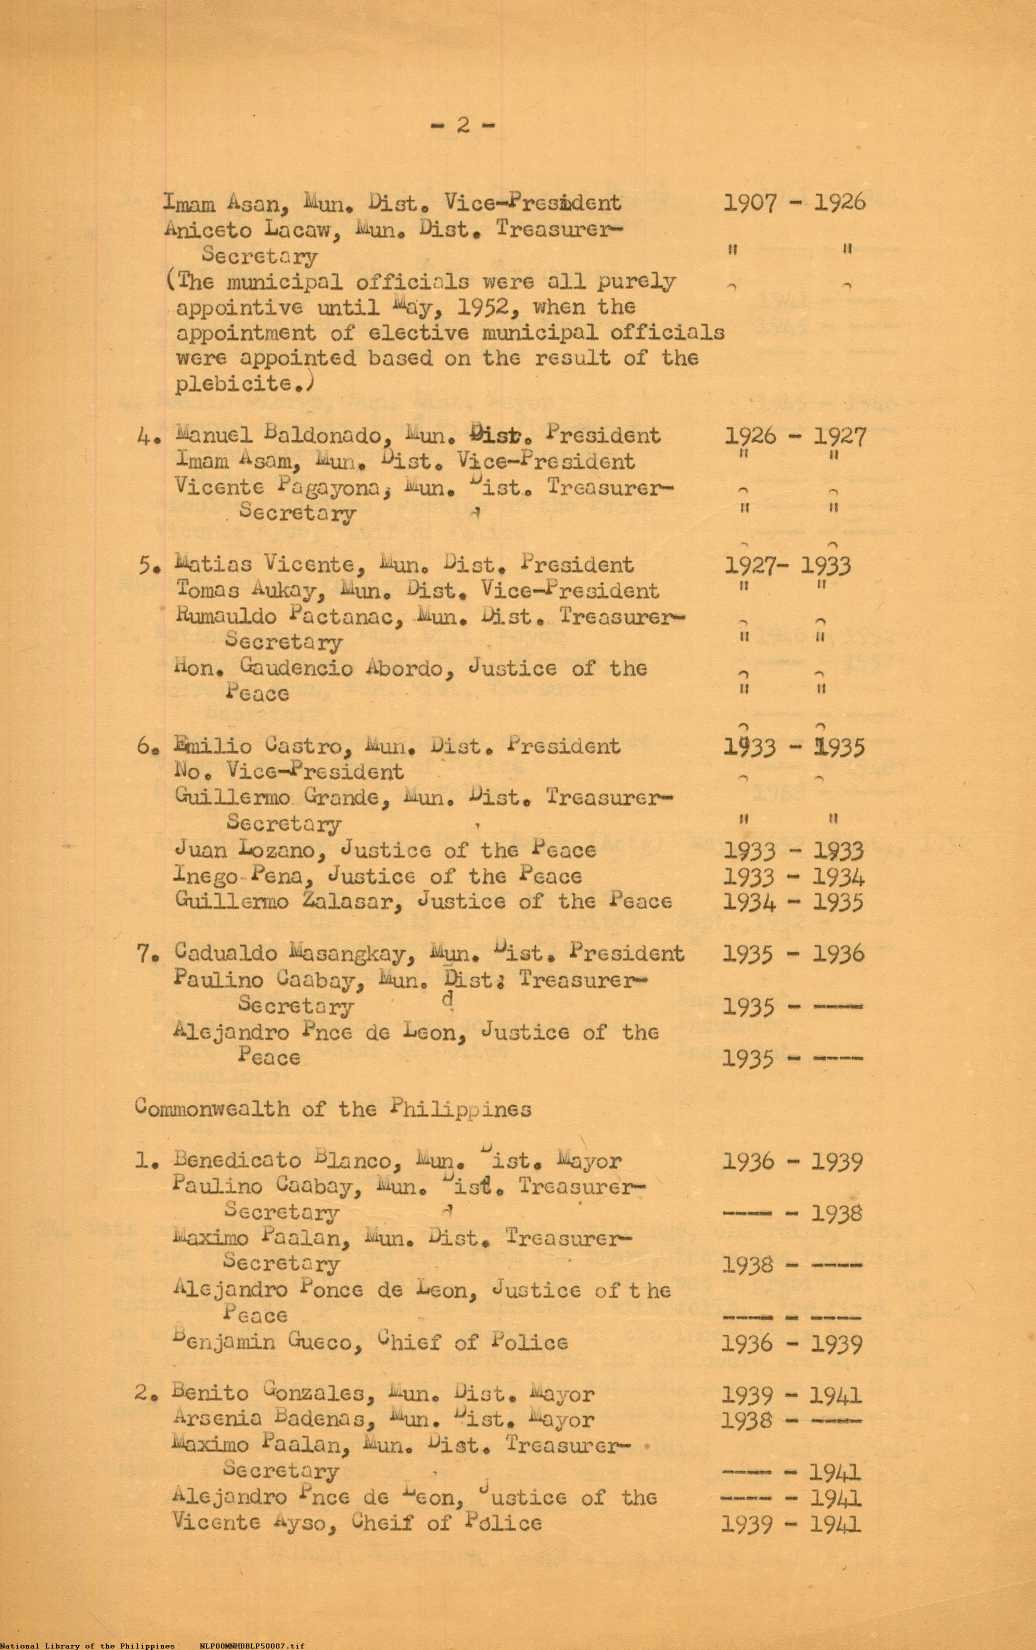 - 2 -
Imam Asan, Mun. Dist. Vice-President 1907 - 1926
Aniceto Lacaw, Mun. Dist. Treasurer-
Secretary " "
(The municipal officials were all purely
appointive until May, 1952, when the
appointment of elective municipal officials
were appointed based on the result of the
plebicite.)
4. Manuel Baldonado, Mun. Dist. President 1926 - 1927
Imam Asam, Mun. Dist. Vice-President " "
Vicente Pagayona, Mun. Dist. Treasurer-
Secretary " "
5. Matias Vicente, Mun. Dist. President 1927- 1933
Tomas Aukay, Mun. Dist. Vice-President " "
Rumauldo Pactanac, Mun. Dist. Treasurer-
Secretary " "
Hon. Gaudencio Abordo, Justice of the
Peace " "
6. Emilio Castro, Mun. Dist. President 1933 - 1935
No. Vice-President
Guillermo Grande, Mun. Dist. Treasurer-
Secretary " "
Juan Lozano, Justice of the Peace 1933 - 1933
Inego Pena, Justice of the Peace 1933 - 1934
Guillermo Zalasar, Justice of the Peace 1934 - 1935
7. Cadualdo Masangkay, Mun. Dist. President 1935 - 1936
Paulino Caabay, Mun. Dist. Treasurer-
Secretary 1935 - ----
Alejandro Pnce de Leon, Justice of the
Peace 1935 - ----
Commonwealth of the Philippines
1. Benedicato Blanco, Mun. Dist. Mayor 1936 - 1939
Paulino Caabay, Mun. Dist. Treasurer-
Secretary ---- - 1938
Maximo Paalan, Mun. Dist. Treasurer-
Secretary 1938 - ----
Alejandro Ponce de Leon, Justice of t he
Peace ---- - ----
Benjamin Gueco, Chief of Police 1936 - 1939
2. Benito Gonzales, Mun. Dist. Mayor 1939 - 1941
Arsenia Badenas, Mun. Dist. Mayor 1938 - ----
Maximo Paalan, Mun. Dist. Treasurer-
Secretary ---- - 1941
Alejandro Pnce de Leon, Justice of the ---- - 1941
Vicente Ayso, Cheif of Police 1939 - 1941
National Library of the Philippines NLP00MNHDBLP50007.tif